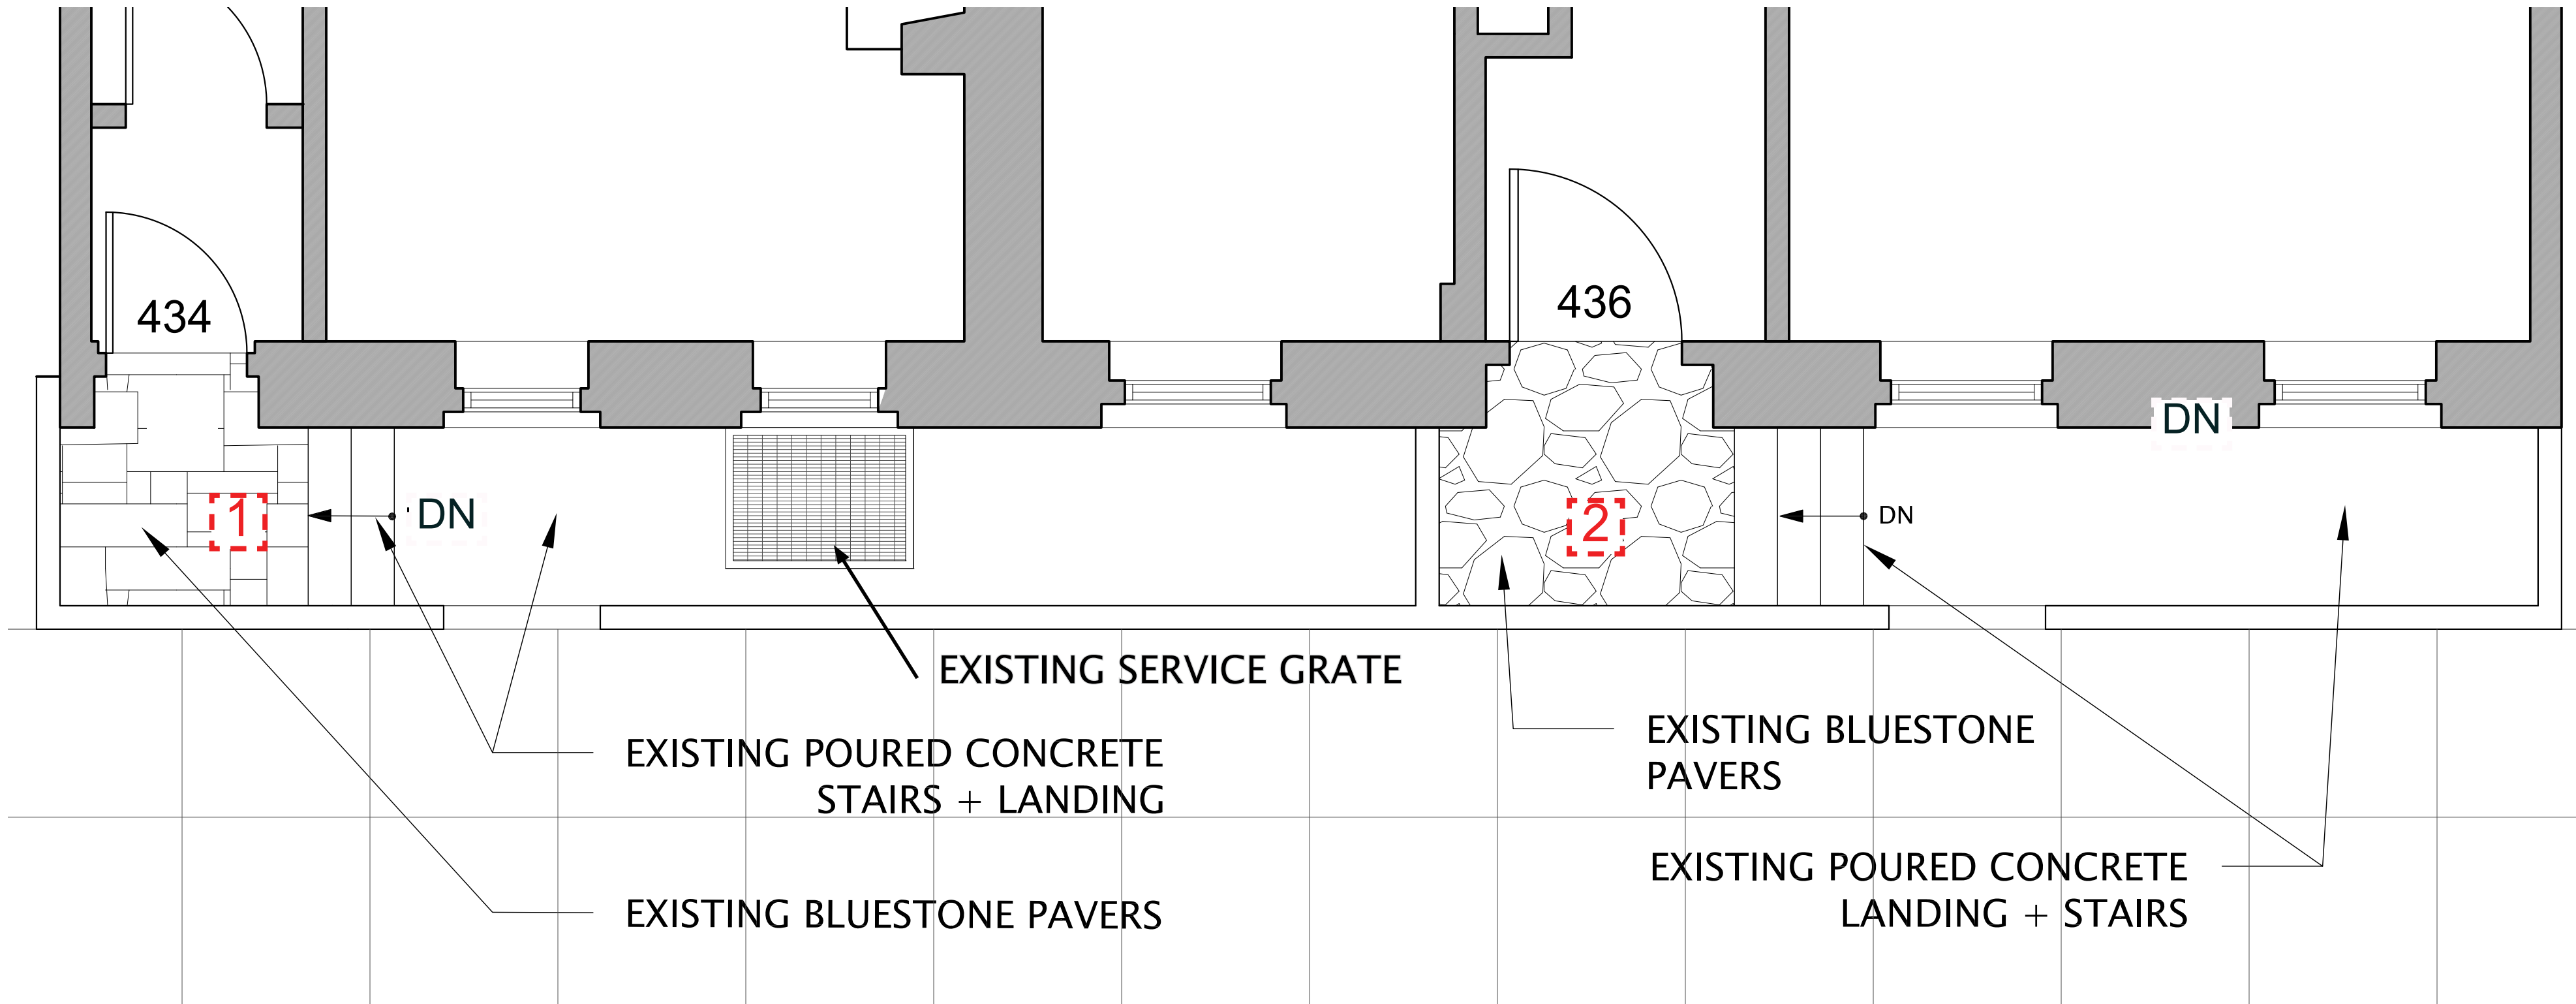 434
436
DN
1
DN
2
DN
EXISTING SERVICE GRATE
EXISTING POURED CONCRETE
STAIRS + LANDING
EXISTING BLUESTONE
PAVERS
EXISTING POURED CONCRETE
LANDING + STAIRS
EXISTING BLUESTONE PAVERS